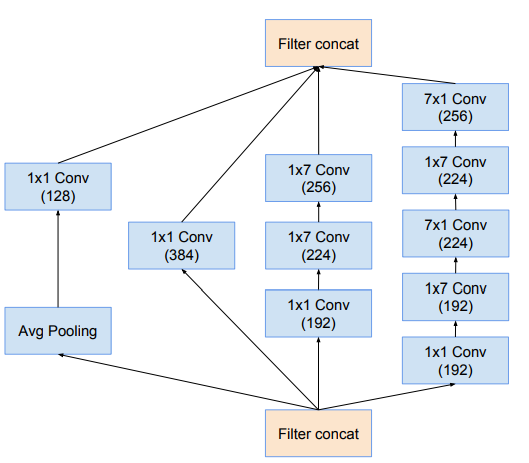 Filter concat
7x1 Conv
(256)
1x7 Conv
(256)
1x7 Conv
(224)
1x1 Conv
(128)
1x1 Conv
(384)
1x7 Conv
(224)
7x1 Conv
(224)
1x1 Conv
(192)
1x7 Conv
(192)
Avg Pooling
1x1 Conv
(192)
Filter concat